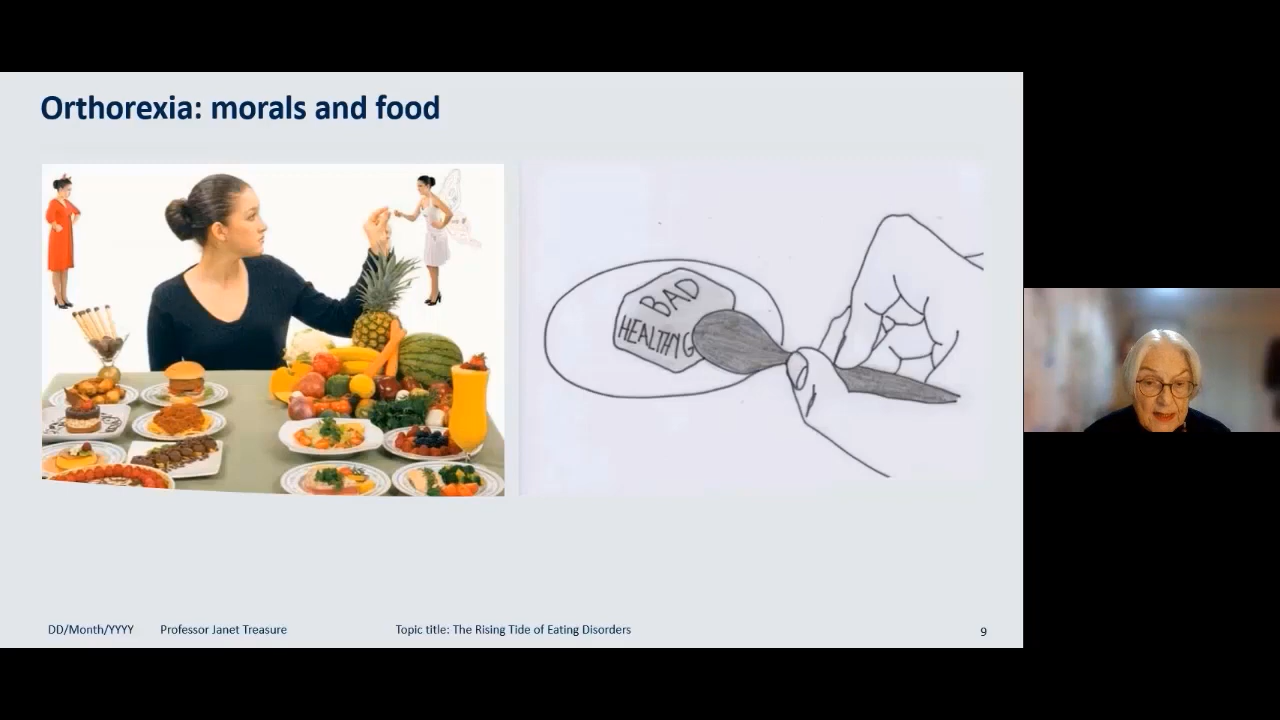 Orthorexia: morals and food
BAD
HEALTING
DD/Month/YYYY Professor Janet Treasure Topic title: The Rising Tide of Eating Disorders 9